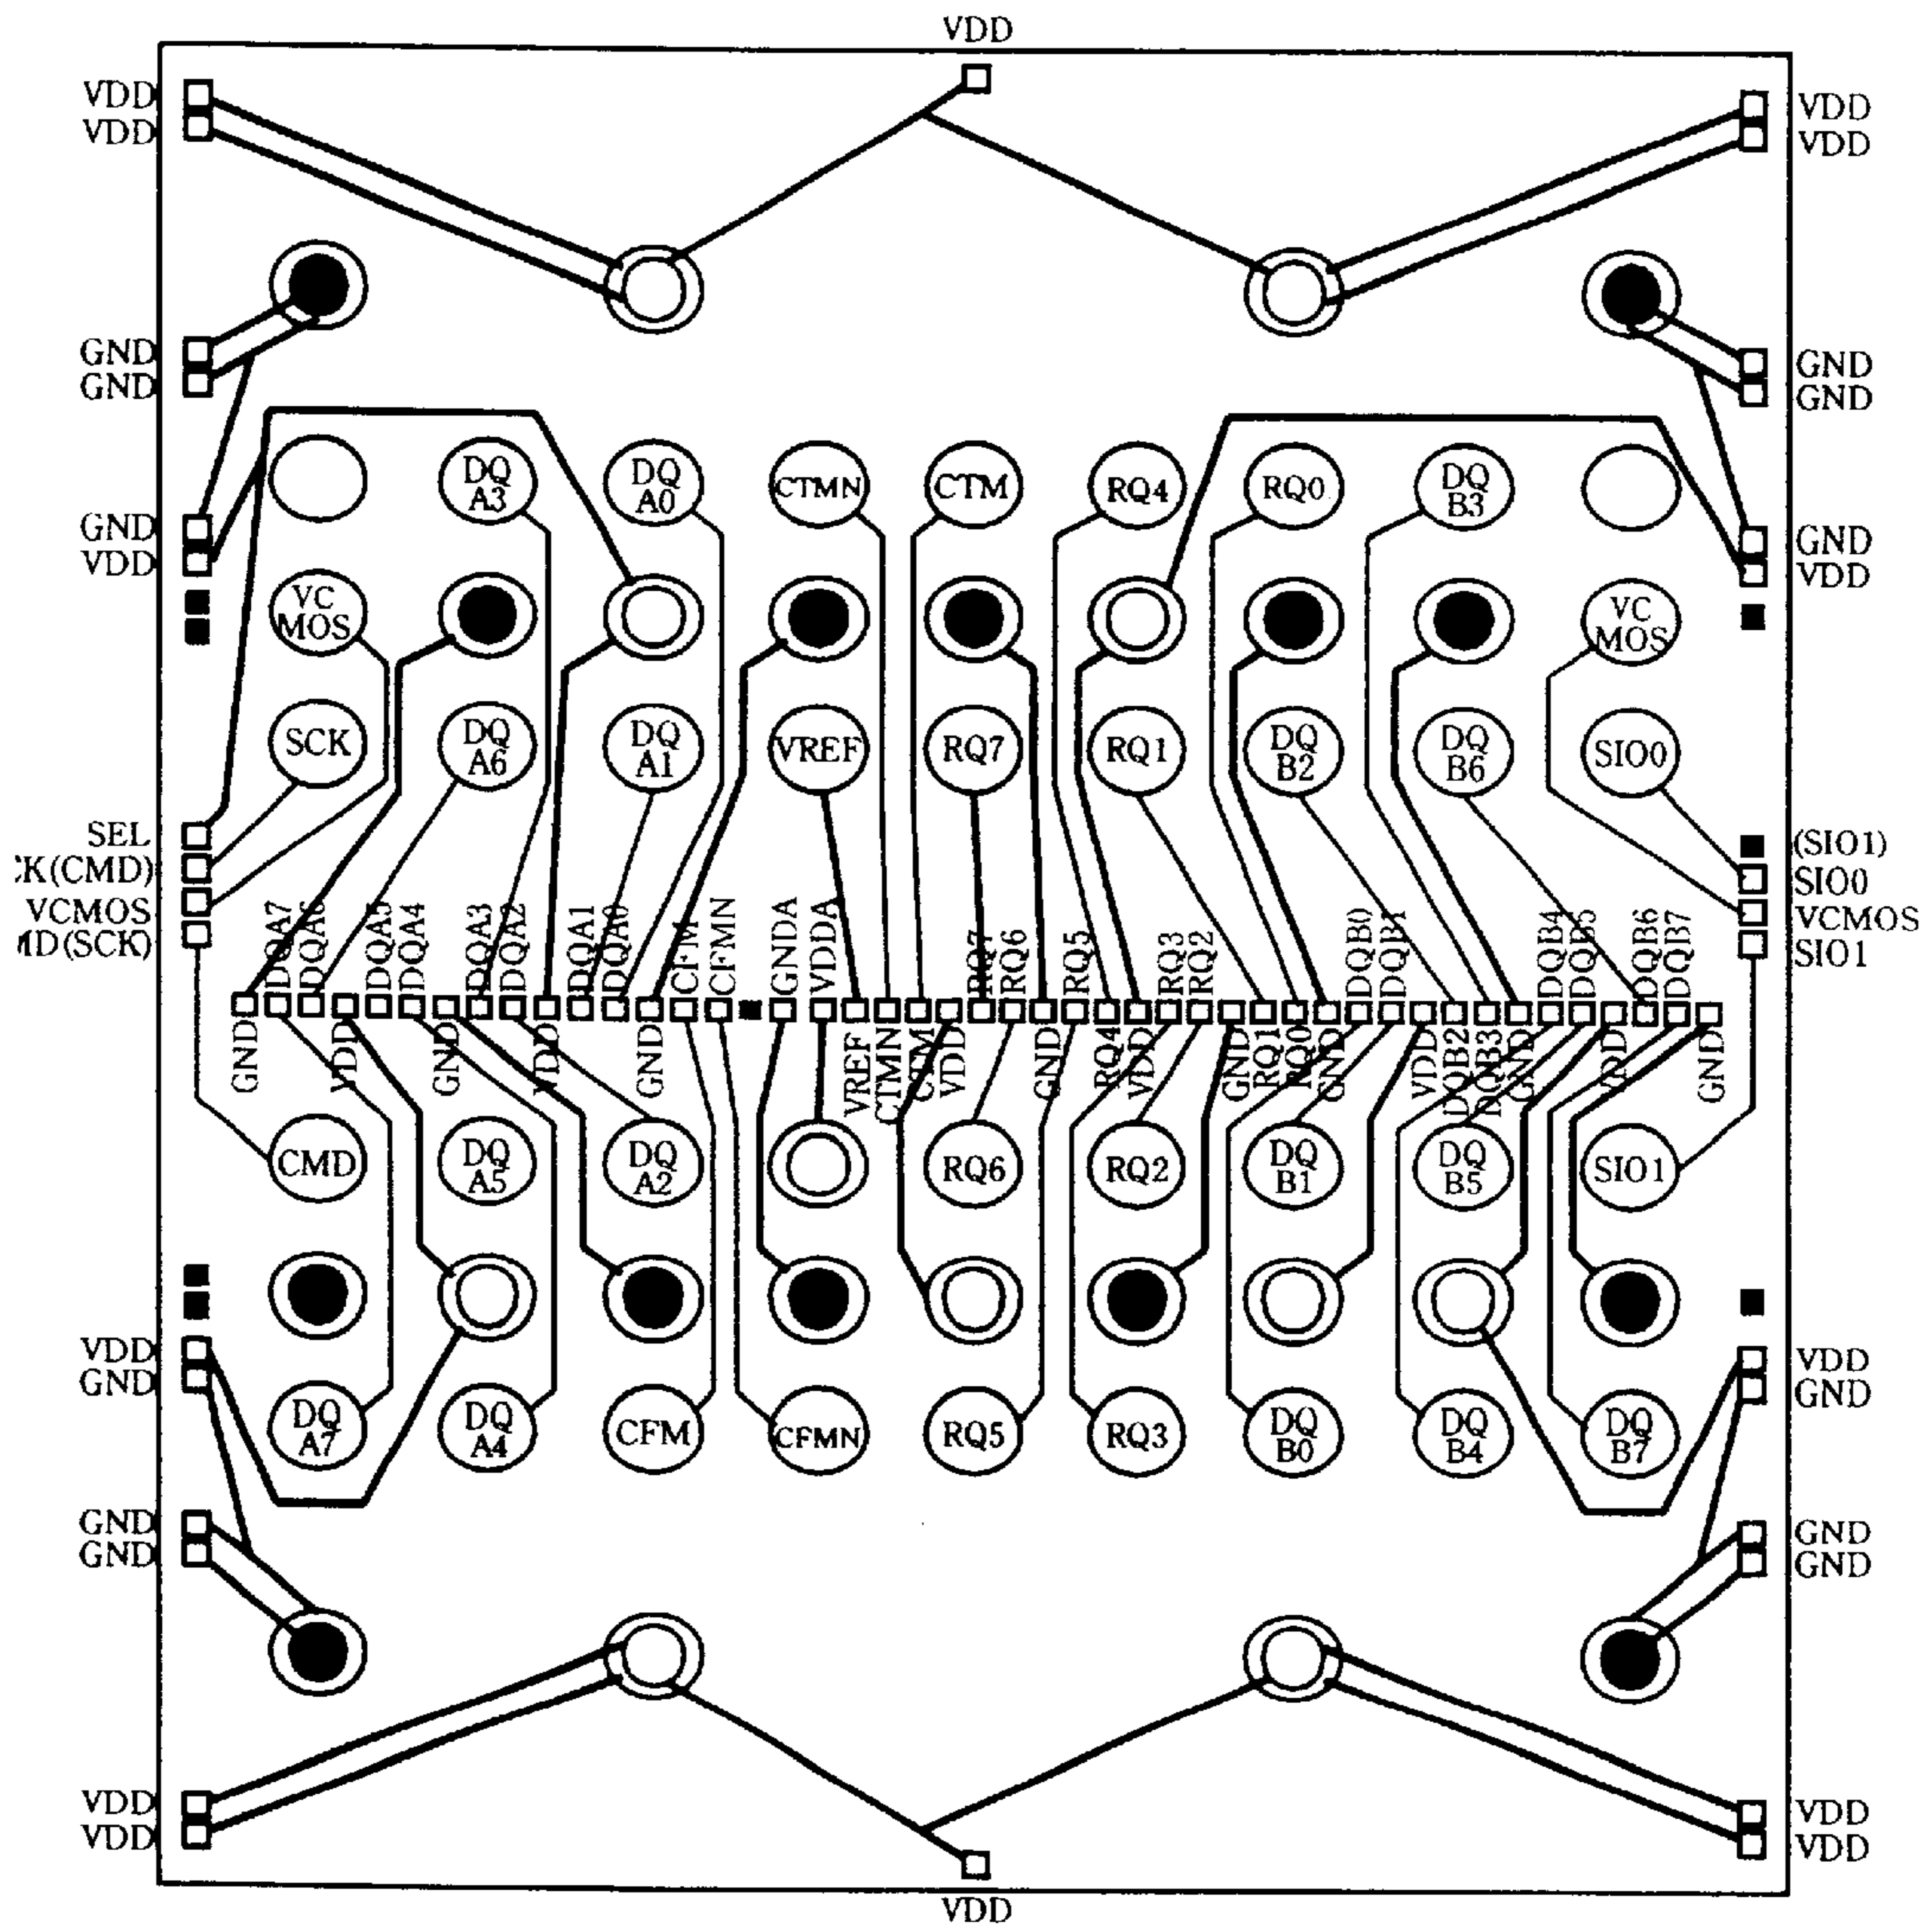 VDD
VDD
VDD
VDD
VDD
GND
GND
GND
GND
DQ A3
DQ A0
CTMN
CTM
RQ4
RQ0
DQ B3
GND
VDD
GND
VDD
VC MOS
VC MOS
SCK
DQ A6
DQ A1
VREF
RQ7
RQ1
DQ B2
DQ B6
SIO0
SEL
K(CMD)
VCMOS
D(SCK)
(SIO1)
SIO0
VCMOS
SIO1
DQA7
DQA6
DQA5
DQA4
DQA3
DQA2
DQA1
DQA0
CFM
CFMN
GNDA
VDDA
RQ7
RQ6
RQ5
RQ3
RQ2
DQB0
DQB1
DQB4
DQB5
DQB6
DQB7
GND
VDD
GND
VDD
GND
VREF
CTMN
CTM
VDD
GND
RQ4
VDD
GND
RQ1
RQ0
GND
VDD
DQB2
DQB3
GND
VDD
GND
CMD
DQ A5
DQ A2
RQ6
RQ2
DQ B1
DQ B5
SIO1
VDD
GND
VDD
GND
DQ A7
DQ A4
CFM
CFMN
RQ5
RQ3
DQ B0
DQ B4
DQ B7
GND
GND
GND
GND
VDD
VDD
VDD
VDD
VDD